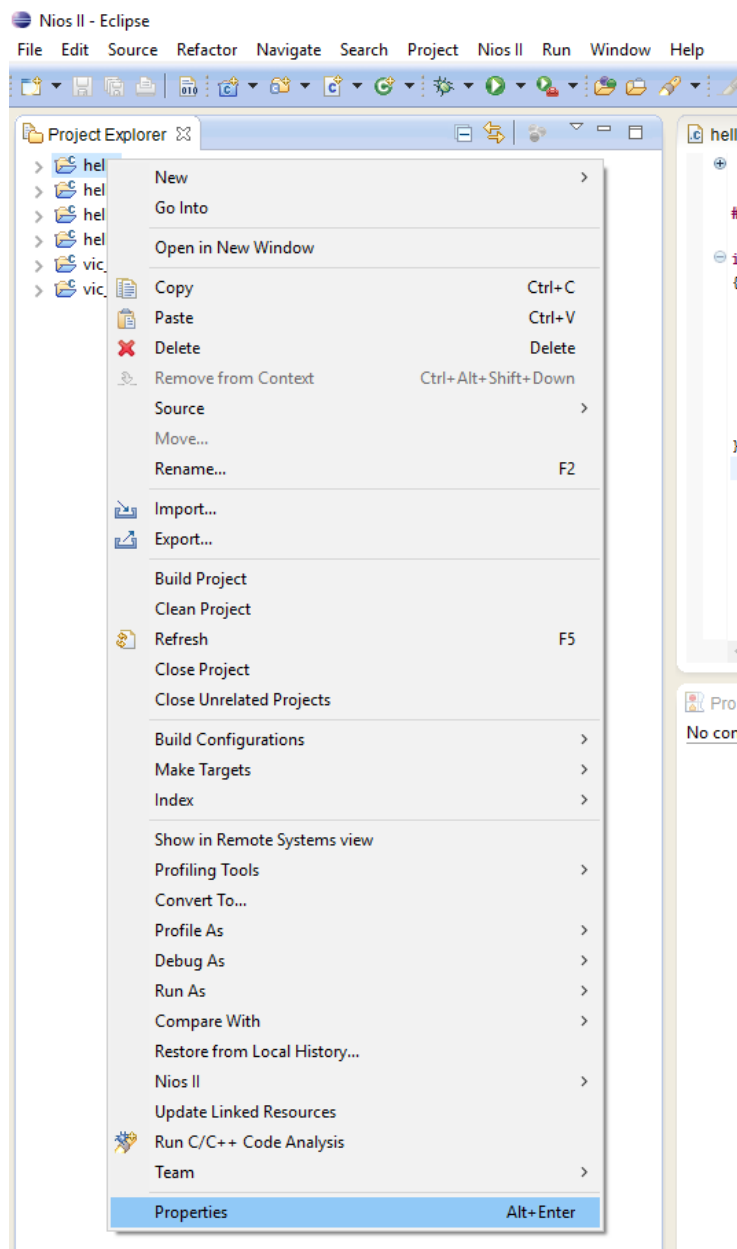 Nios II - Eclipse
File Edit Source Refactor Navigate Search Project Nios II Run Window Help
Project Explorer
hel
hel
hel
hel
vic_
vic_
New
Go Into
Open in New Window
Copy Ctrl+C
Paste Ctrl+V
Delete Delete
Remove from Context Ctrl+Alt+Shift+Down
Source
Move...
Rename... F2
Import...
Export...
Build Project
Clean Project
Refresh F5
Close Project
Close Unrelated Projects
Build Configurations
Make Targets
Index
Show in Remote Systems view
Profiling Tools
Convert To...
Profile As
Debug As
Run As
Compare With
Restore from Local History...
Nios II
Update Linked Resources
Run C/C++ Code Analysis
Team
Properties Alt+Enter
hell
#
{
}
Pro
No con